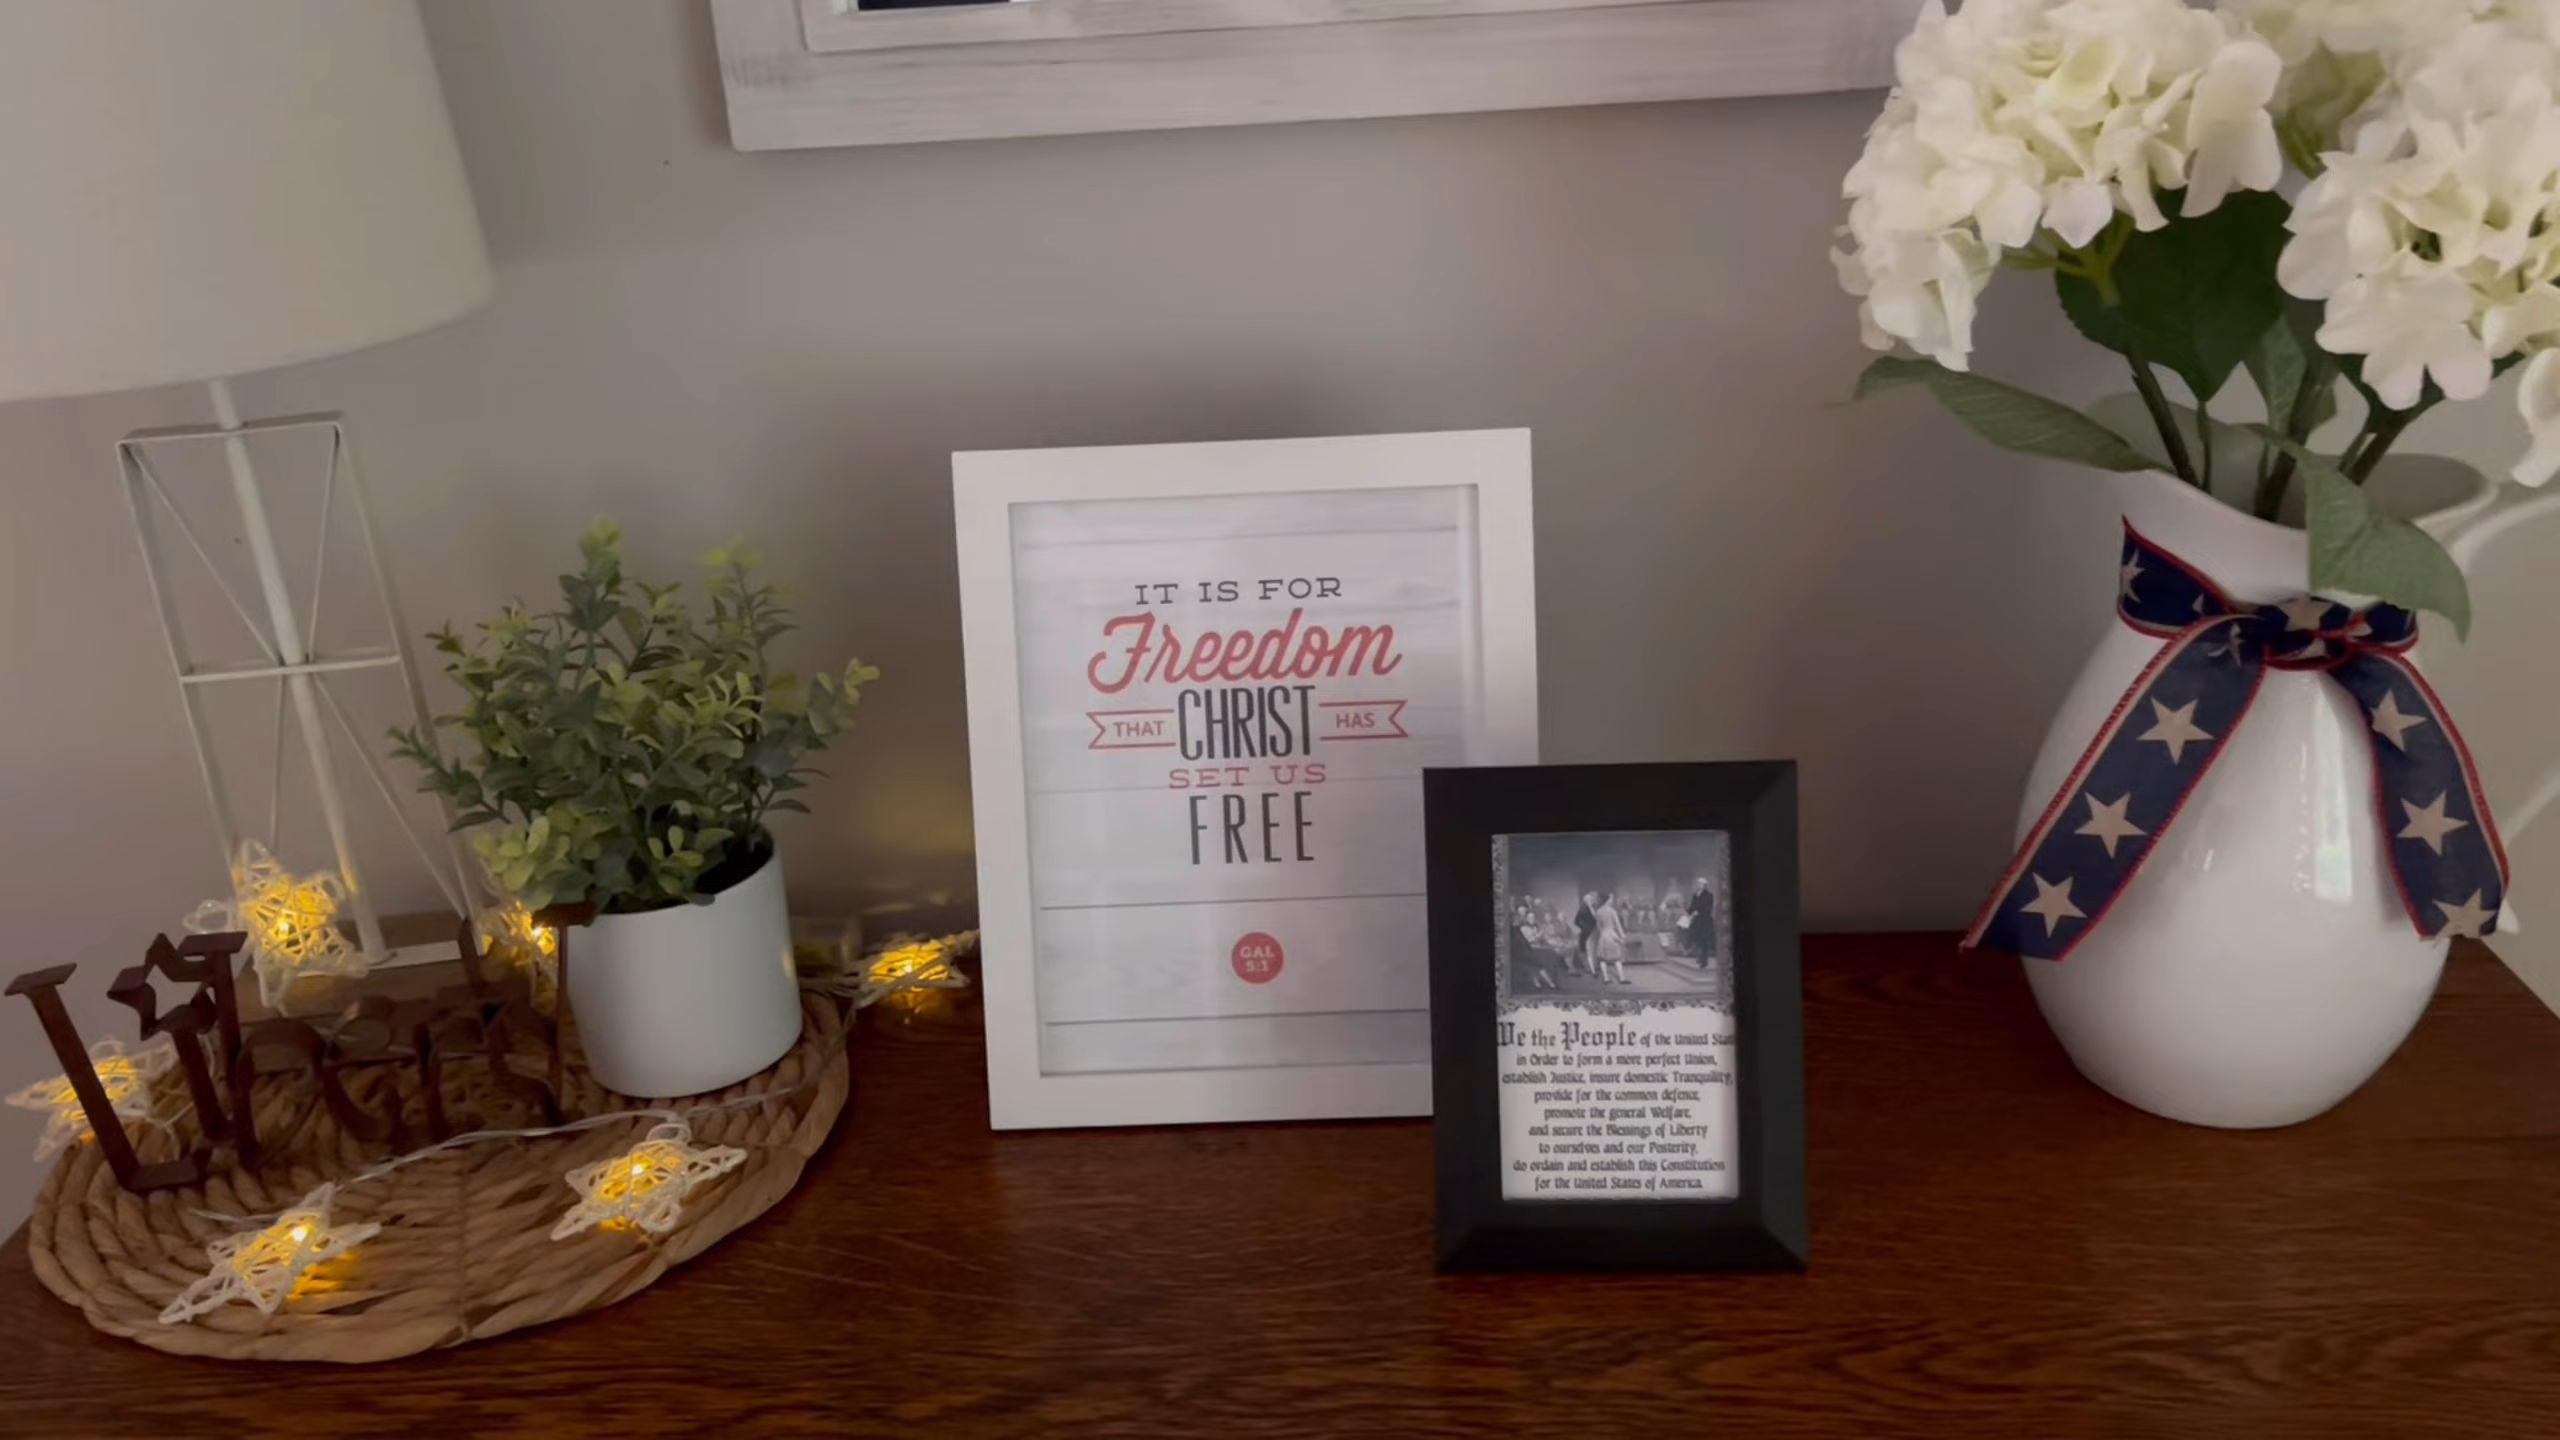 IT IS FOR
Freedom
THAT CHRIST HAS
SET US
FREE
GAL
5:1
We the People of the United Stat
in Order to form a more perfect Union,
establish Justice, insure domestic Tranquility,
provide for the common defence,
promote the general Welfare,
and secure the Blessings of Liberty
to ourselves and our Posterity,
do ordain and establish this Constitution
for the United States of America.